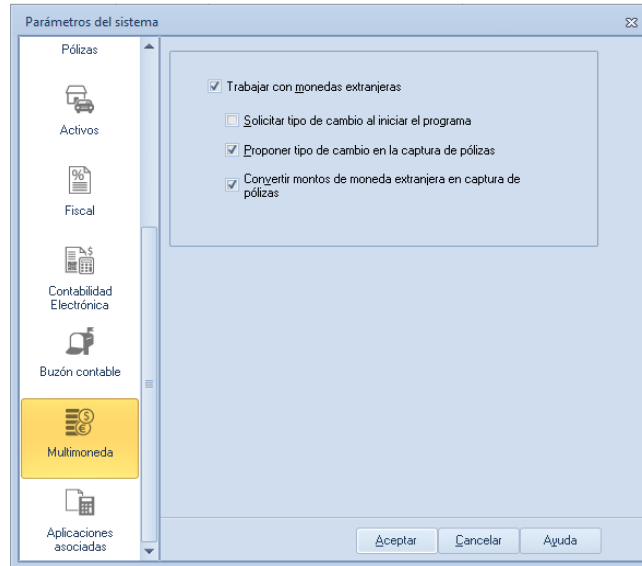 Parámetros del sistema
Pólizas
Activos
Fiscal
Contabilidad
Electrónica
Buzón contable
Multimoneda
Aplicaciones
asociadas
Trabajar con monedas extranjeras
Solicitar tipo de cambio al iniciar el programa
Proponer tipo de cambio en la captura de pólizas
Convertir montos de moneda extranjera en captura de
pólizas
Aceptar Cancelar Ayuda